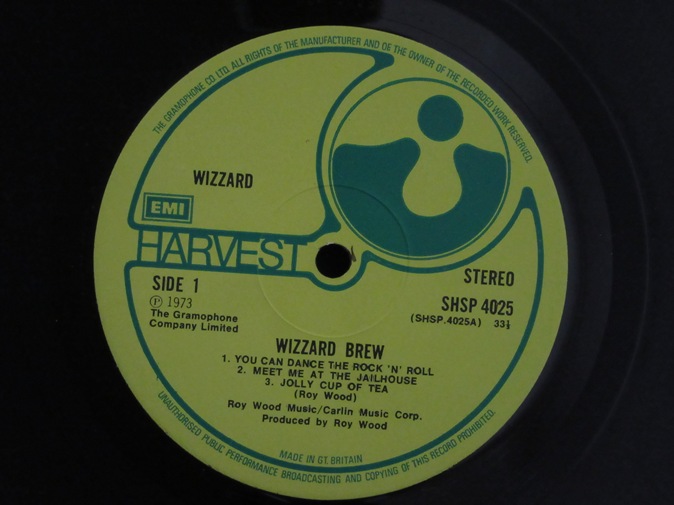 THE GRAMOPHONE CO. LTD. ALL RIGHTS OF THE MANUFACTURER AND OF THE OWNER OF THE RECORDED WORK RESERVED.
WIZZARD
EMI
HARVEST
SIDE 1
STEREO
Ⓟ 1973
SHSP 4025
The Gramophone
(SHSP.4025A) 33⅓
Company Limited
WIZZARD BREW
1. YOU CAN DANCE THE ROCK 'N' ROLL
2. MEET ME AT THE JAILHOUSE
3. JOLLY CUP OF TEA
(Roy Wood)
Roy Wood Music/Carlin Music Corp.
Produced by Roy Wood
MADE IN GT. BRITAIN
UNAUTHORISED PUBLIC PERFORMANCE BROADCASTING AND COPYING OF THIS RECORD PROHIBITED.